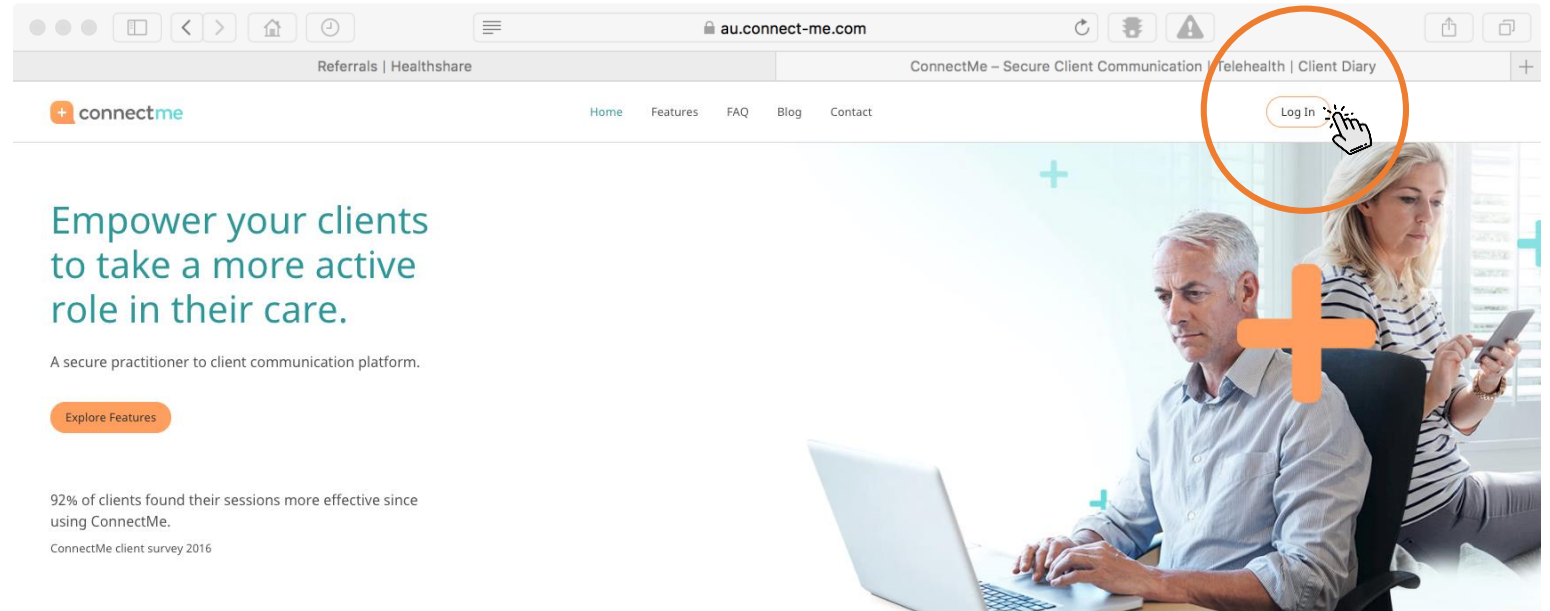 au.connect-me.com
Referrals | Healthshare
ConnectMe – Secure Client Communication | Telehealth | Client Diary
connectme
Home Features FAQ Blog Contact
Log In
Empower your clients
to take a more active
role in their care.
A secure practitioner to client communication platform.
Explore Features
92% of clients found their sessions more effective since
using ConnectMe.
ConnectMe client survey 2016